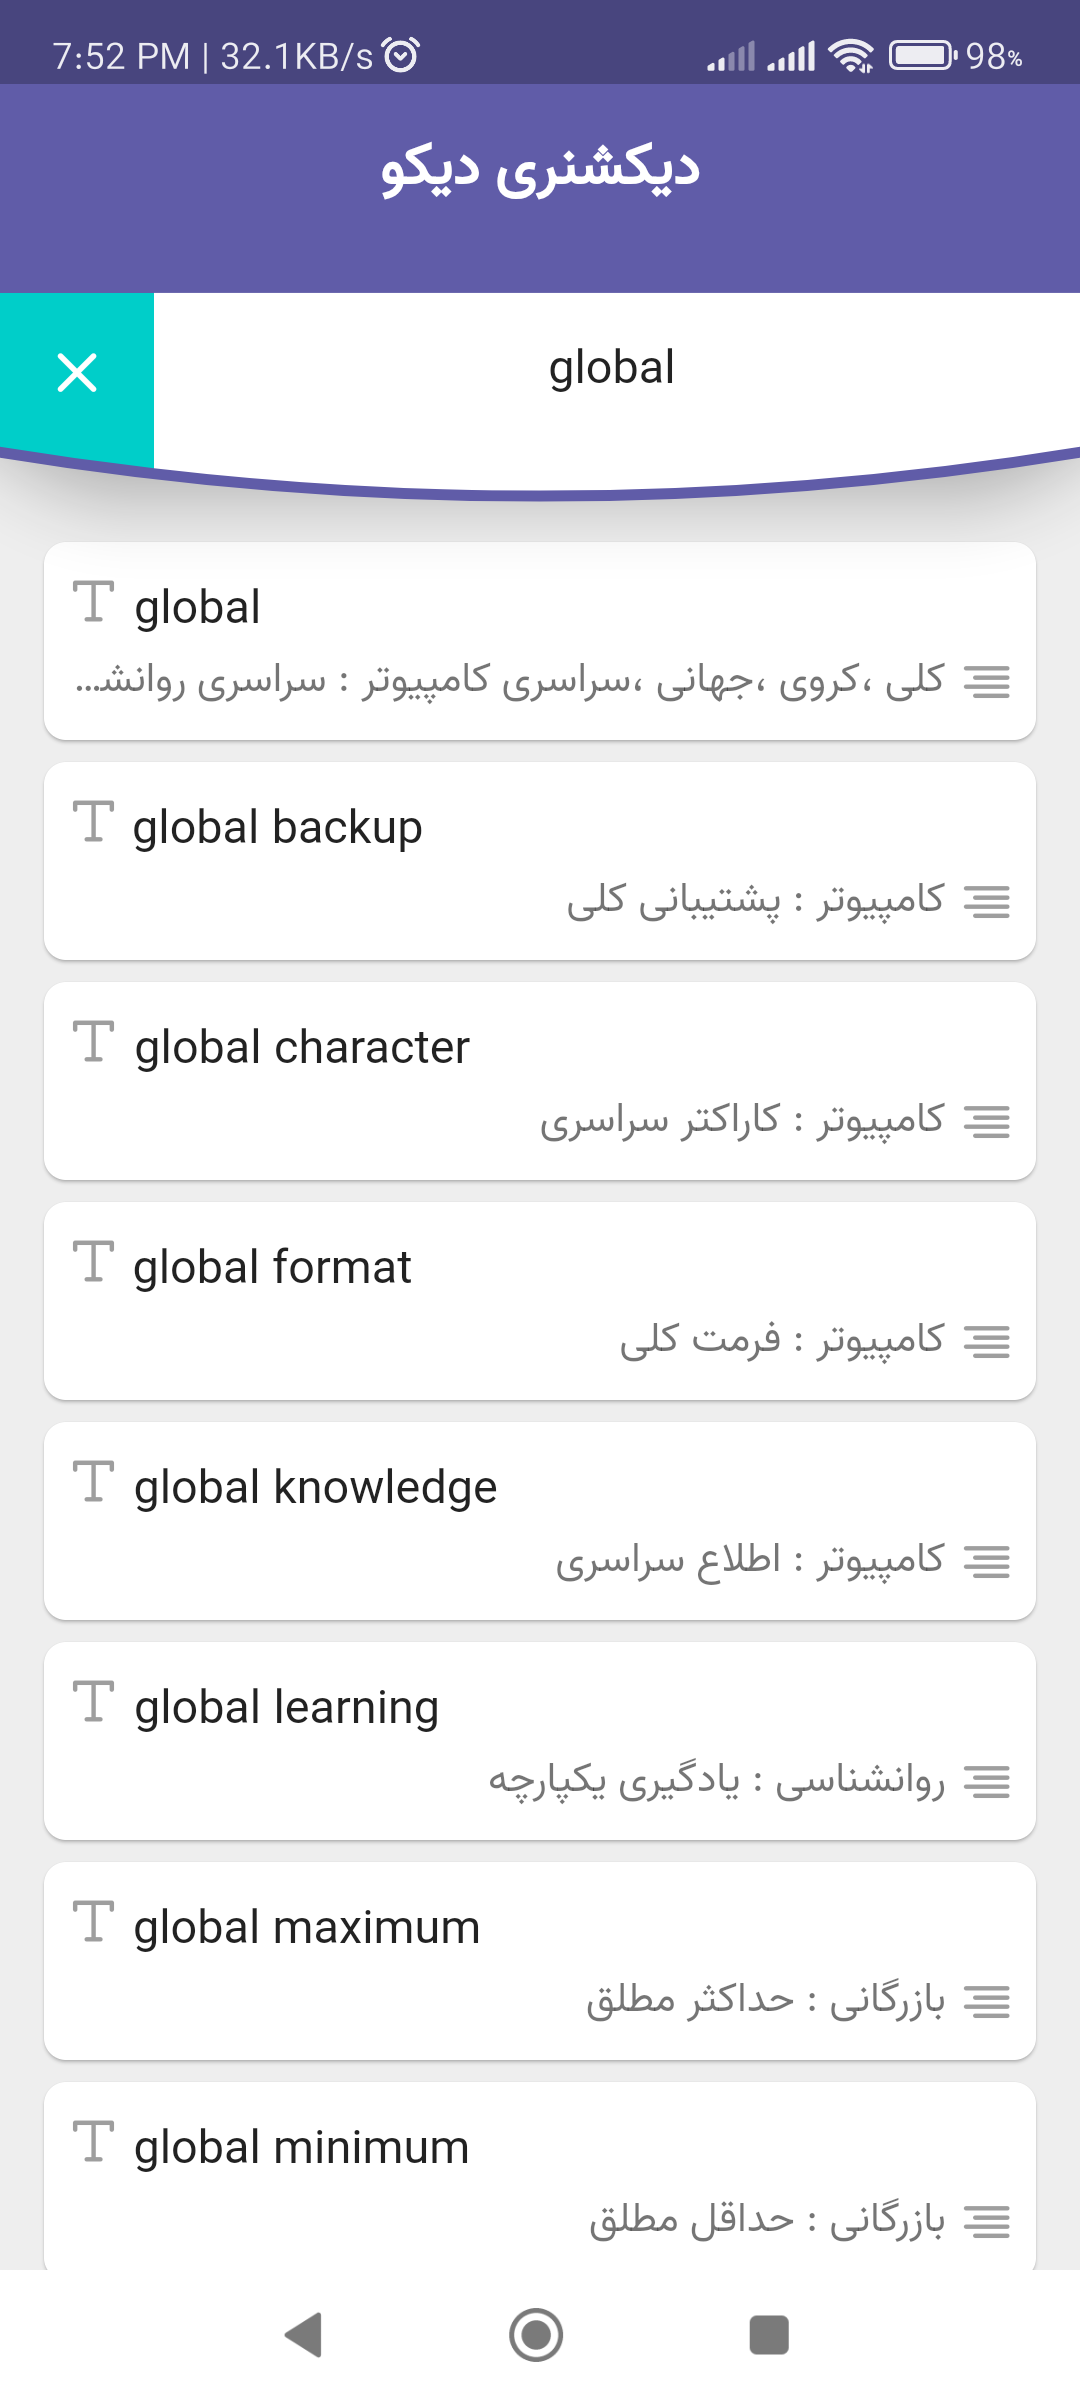 7:52 PM | 32.1KB/s 98%
دیکشنری دیکو
global
global
کلی ،کروی ،جهانی ،سراسری کامپیوتر : سراسری روانش...
global backup
کامپیوتر : پشتیبانی کلی
global character
کامپیوتر : کاراکتر سراسری
global format
کامپیوتر : فرمت کلی
global knowledge
کامپیوتر : اطلاع سراسری
global learning
روانشناسی : یادگیری یکپارچه
global maximum
بازرگانی : حداکثر مطلق
global minimum
بازرگانی : حداقل مطلق